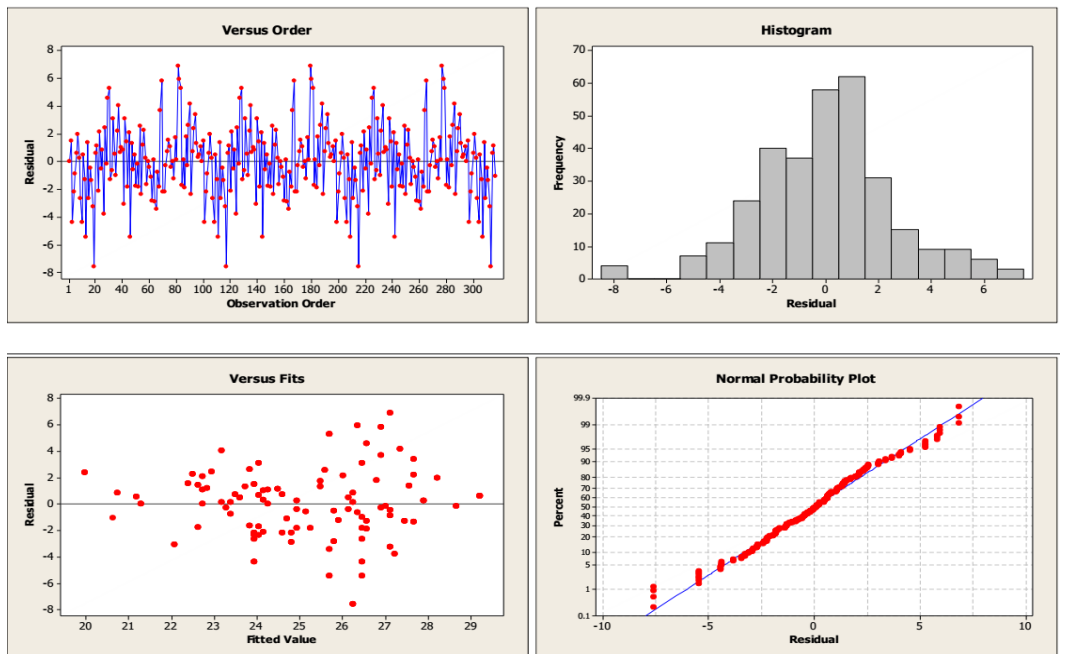 Versus Order
8
6
4
2
0
-2
-4
-6
-8
Residual
1 20 40 60 80 100 120 140 160 180 200 220 240 260 280 300
Observation Order
Histogram
70
60
50
40
30
20
10
0
Frequency
-8 -6 -4 -2 0 2 4 6
Residual
Versus Fits
8
6
4
2
0
-2
-4
-6
-8
Residual
20 21 22 23 24 25 26 27 28 29
Fitted Value
Normal Probability Plot
99.9
99
95
90
80
70
60
50
40
30
20
10
5
1
0.1
Percent
-10 -5 0 5 10
Residual